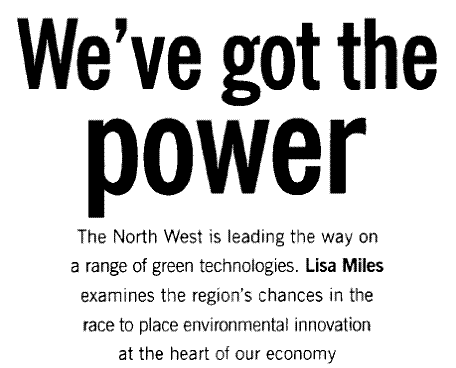 We've got the
power
The North West is leading the way on
a range of green technologies. Lisa Miles
examines the region's chances in the
race to place environmental innovation
at the heart of our economy